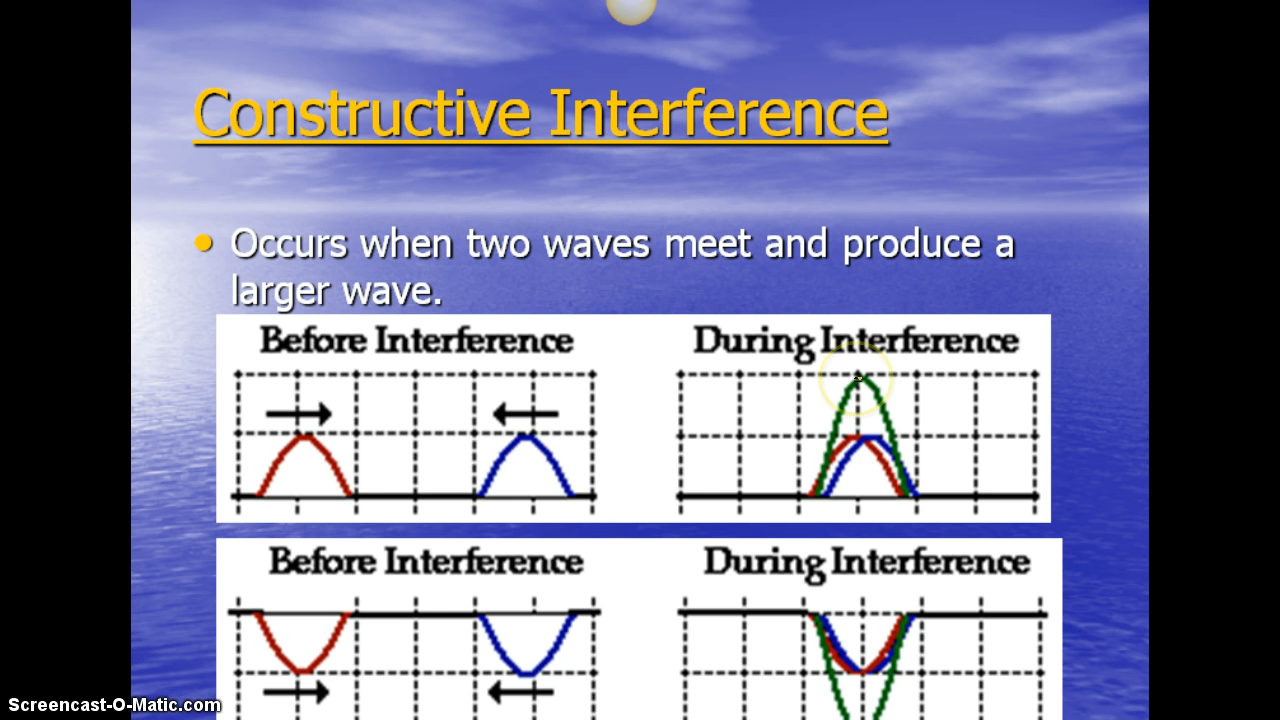 Constructive Interference
• Occurs when two waves meet and produce a
larger wave.
Before Interference
During Interference
Before Interference
During Interference
Screencast-O-Matic.com